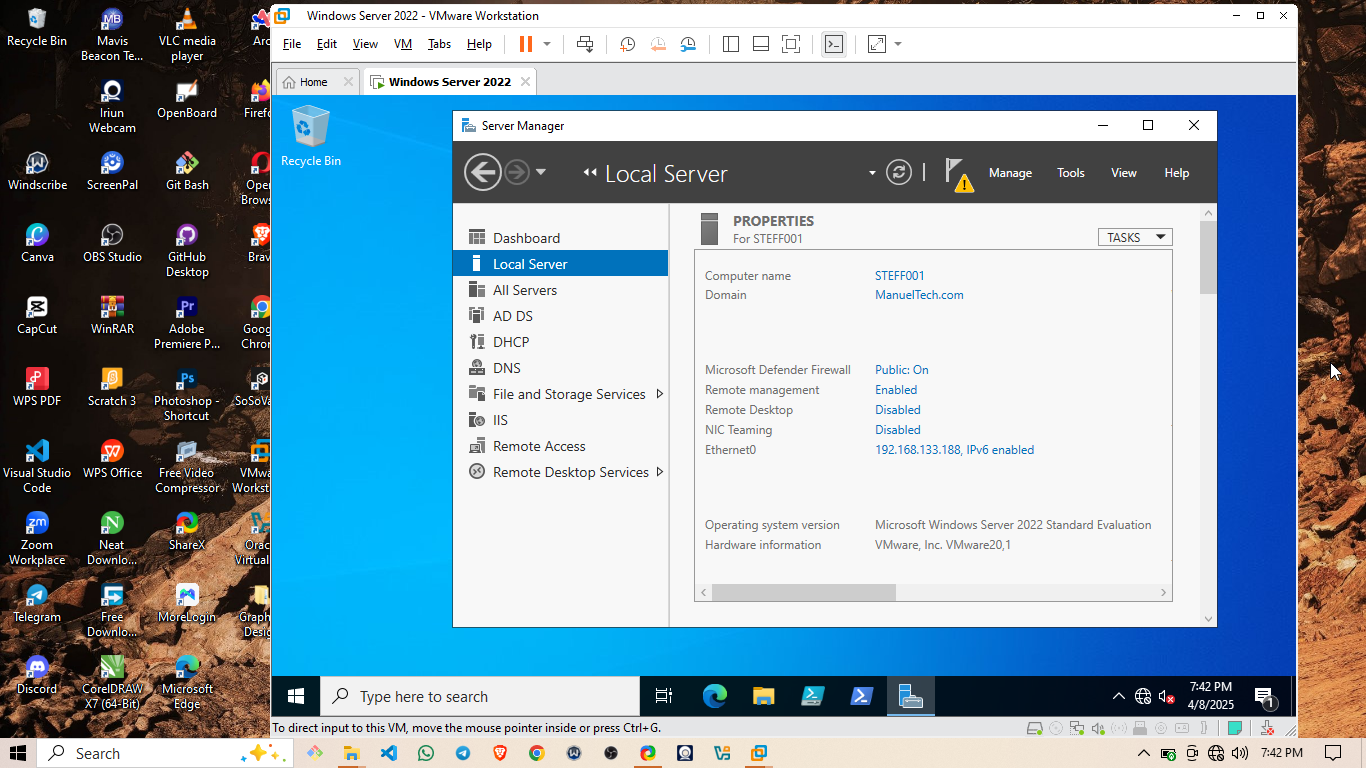 Recycle Bin
Mavis
Beacon Te...
VLC media
player
Arc
Iriun
Webcam
OpenBoard
Firef
Windscribe
ScreenPal
Git Bash
Oper
Brows
Canva
OBS Studio
GitHub
Desktop
Brav
CapCut
WinRAR
Adobe
Premiere P...
Goog
Chro
WPS PDF
Scratch 3
Photoshop -
Shortcut
SoSoVa
Visual Studio
Code
WPS Office
Free Video
Compressor
VMw
Workst
Zoom
Workplace
Neat
Downlo...
ShareX
Orac
Virtual
Telegram
Free
Downlo...
MoreLogin
Graph
Desig
Discord
CorelDRAW
X7 (64-Bit)
Microsoft
Edge
Windows Server 2022 - VMware Workstation
File Edit View VM Tabs Help
Home
Windows Server 2022
Recycle Bin
Server Manager
Local Server
Manage Tools View Help
Dashboard
Local Server
All Servers
AD DS
DHCP
DNS
File and Storage Services
IIS
Remote Access
Remote Desktop Services
PROPERTIES
For STEFF001
TASKS
Computer name STEFF001
Domain ManuelTech.com
Microsoft Defender Firewall Public: On
Remote management Enabled
Remote Desktop Disabled
NIC Teaming Disabled
Ethernet0 192.168.133.188, IPv6 enabled
Operating system version Microsoft Windows Server 2022 Standard Evaluation
Hardware information VMware, Inc. VMware20,1
Type here to search
7:42 PM
4/8/2025
1
To direct input to this VM, move the mouse pointer inside or press Ctrl+G.
Search
7:42 PM